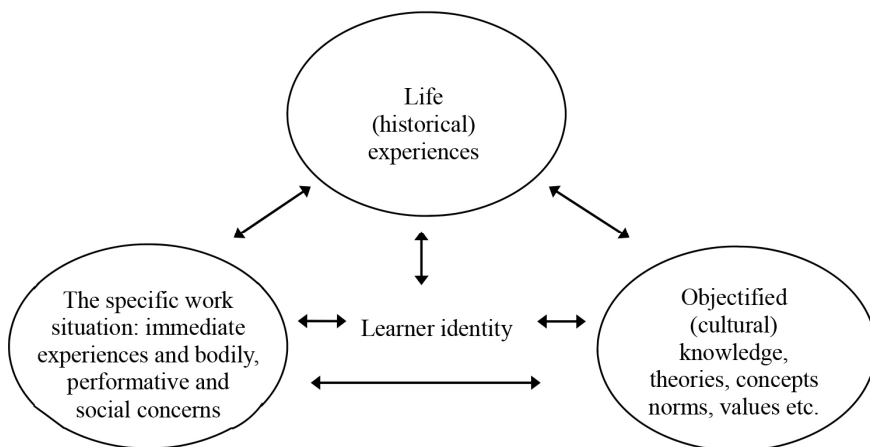 Life
(historical)
experiences
The specific work
situation: immediate
experiences and bodily,
performative and
social concerns
Learner identity
Objectified
(cultural)
knowledge,
theories, concepts
norms, values etc.